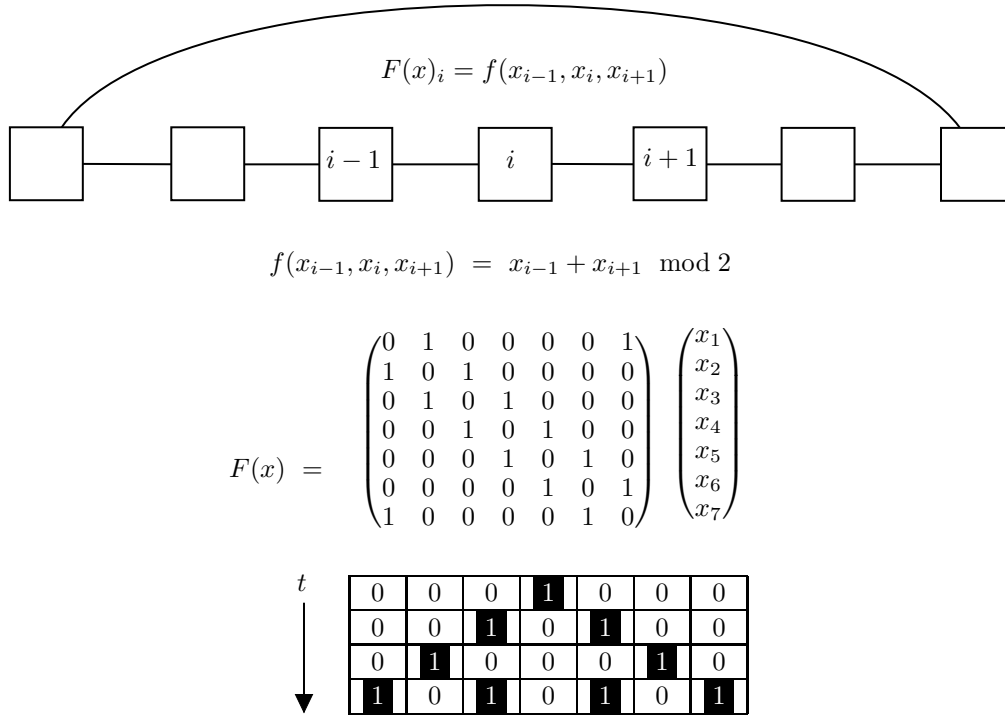 F(x)_i = f(x_{i−1}, x_i, x_{i+1})
i − 1 i i + 1
f(x_{i−1}, x_i, x_{i+1}) = x_{i−1} + x_{i+1} mod 2
0 1 0 0 0 0 1 x_1
1 0 1 0 0 0 0 x_2
0 1 0 1 0 0 0 x_3
0 0 1 0 1 0 0 x_4
F(x) = 0 0 0 1 0 1 0 x_5
0 0 0 0 1 0 1 x_6
1 0 0 0 0 1 0 x_7
t
0 0 0 1 0 0 0
0 0 1 0 1 0 0
0 1 0 0 0 1 0
1 0 1 0 1 0 1